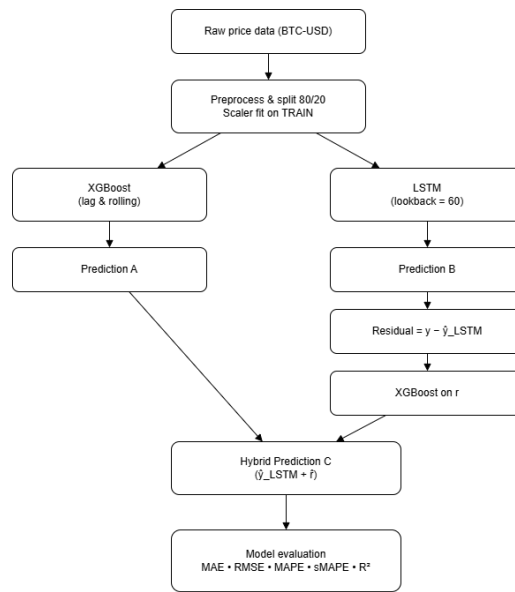 Raw price data (BTC-USD)
Preprocess & split 80/20
Scaler fit on TRAIN
XGBoost
(lag & rolling)
LSTM
(lookback = 60)
Prediction A
Prediction B
Residual = y − ŷ_LSTM
XGBoost on r
Hybrid Prediction C
(ŷ_LSTM + r̂)
Model evaluation
MAE • RMSE • MAPE • sMAPE • R²